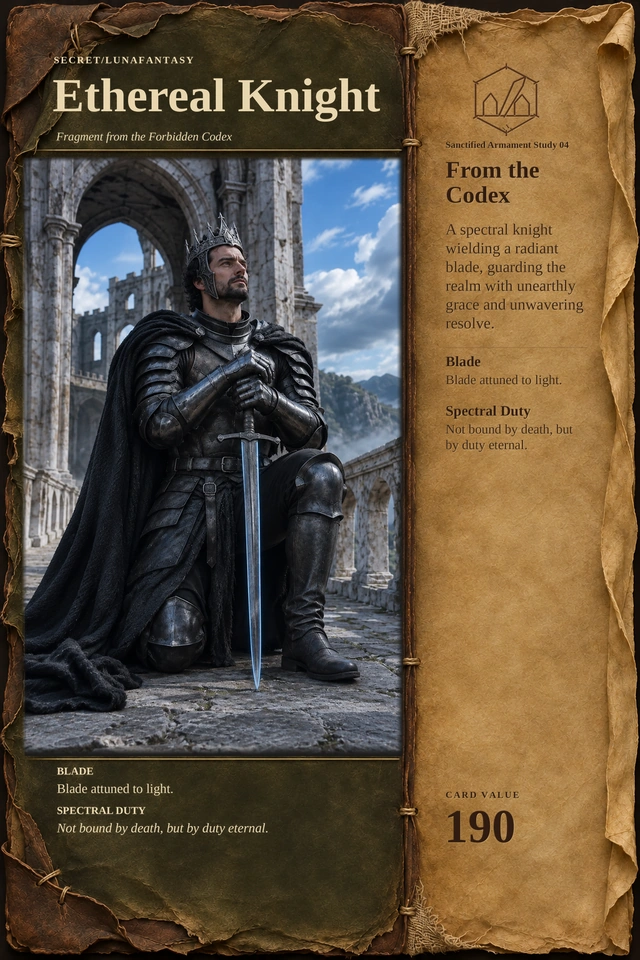 SECRET/LUNAFANTASY
Ethereal Knight
Fragment from the Forbidden Codex
BLADE
Blade attuned to light.
SPECTRAL DUTY
Not bound by death, but by duty eternal.
Sanctified Armament Study 04
From the
Codex
A spectral knight
wielding a radiant
blade, guarding the
realm with unearthly
grace and unwavering
resolve.
Blade
Blade attuned to light.
Spectral Duty
Not bound by death, but
by duty eternal.
CARD VALUE
190